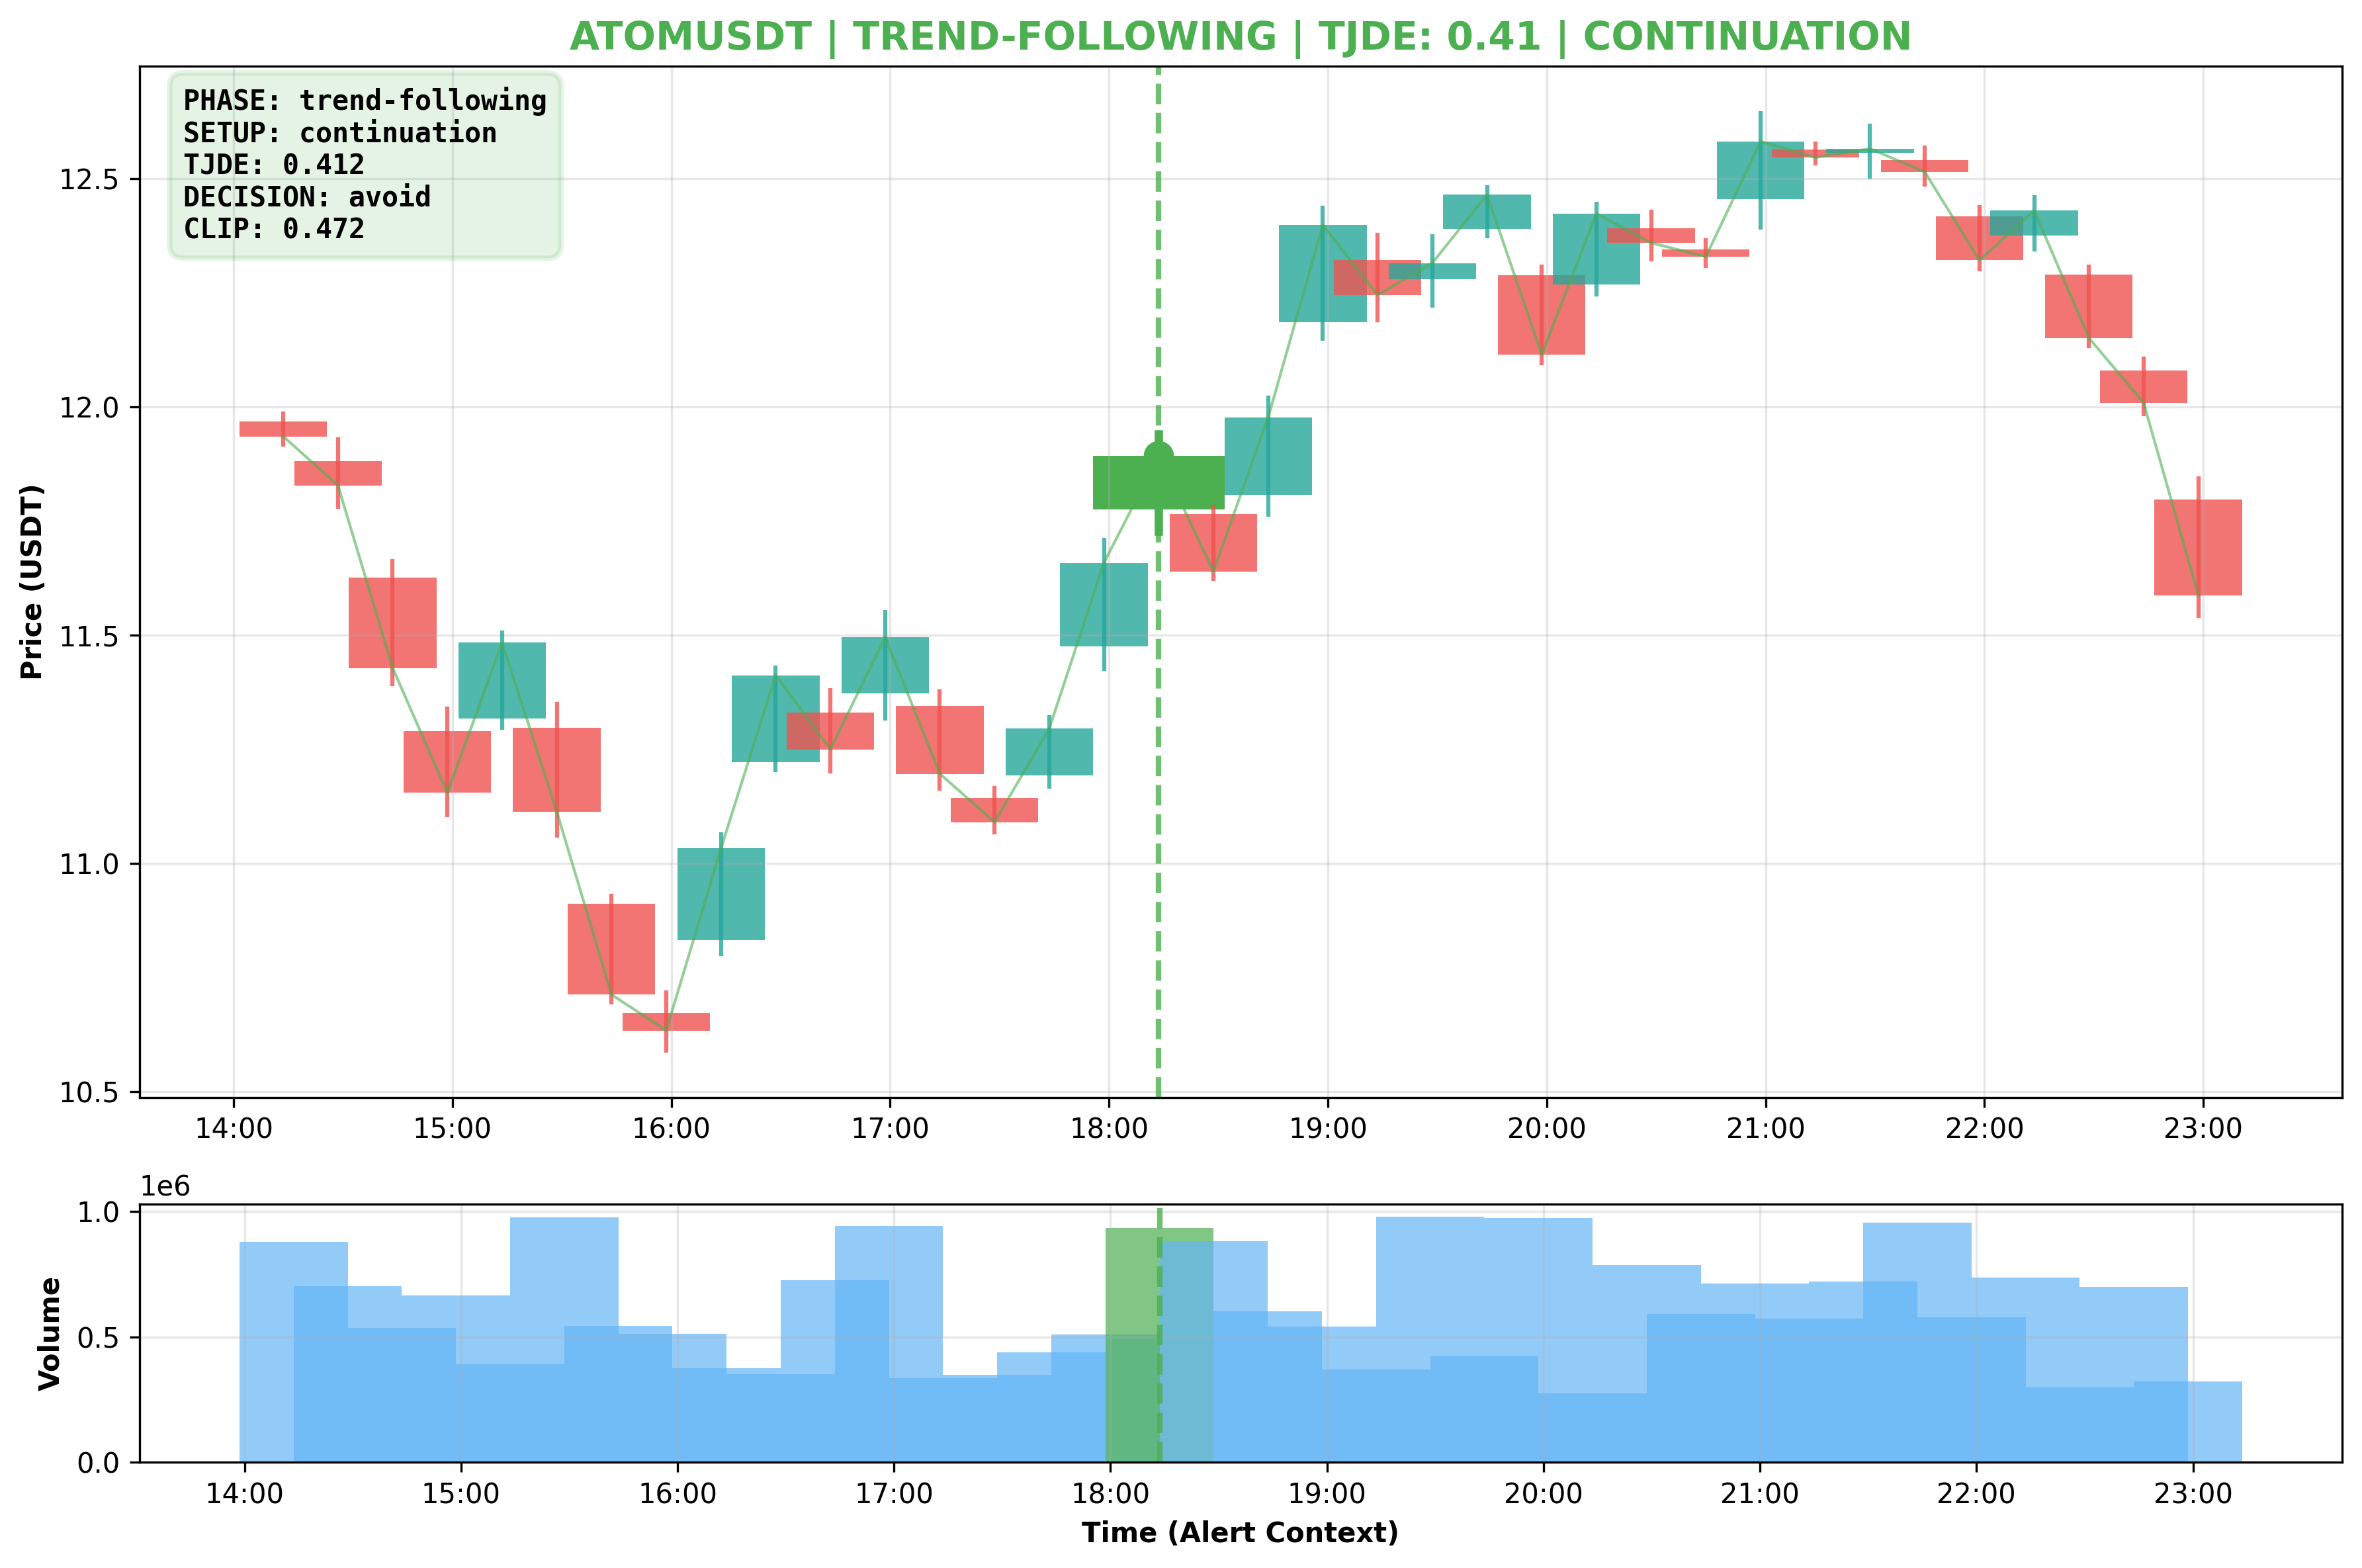 ATOMUSDT | TREND-FOLLOWING | TJDE: 0.41 | CONTINUATION
PHASE: trend-following
SETUP: continuation
TJDE: 0.412
DECISION: avoid
CLIP: 0.472
Price (USDT)
12.5
12.0
11.5
11.0
10.5
14:00 15:00 16:00 17:00 18:00 19:00 20:00 21:00 22:00 23:00
1e6
Volume
1.0
0.5
0.0
14:00 15:00 16:00 17:00 18:00 19:00 20:00 21:00 22:00 23:00
Time (Alert Context)